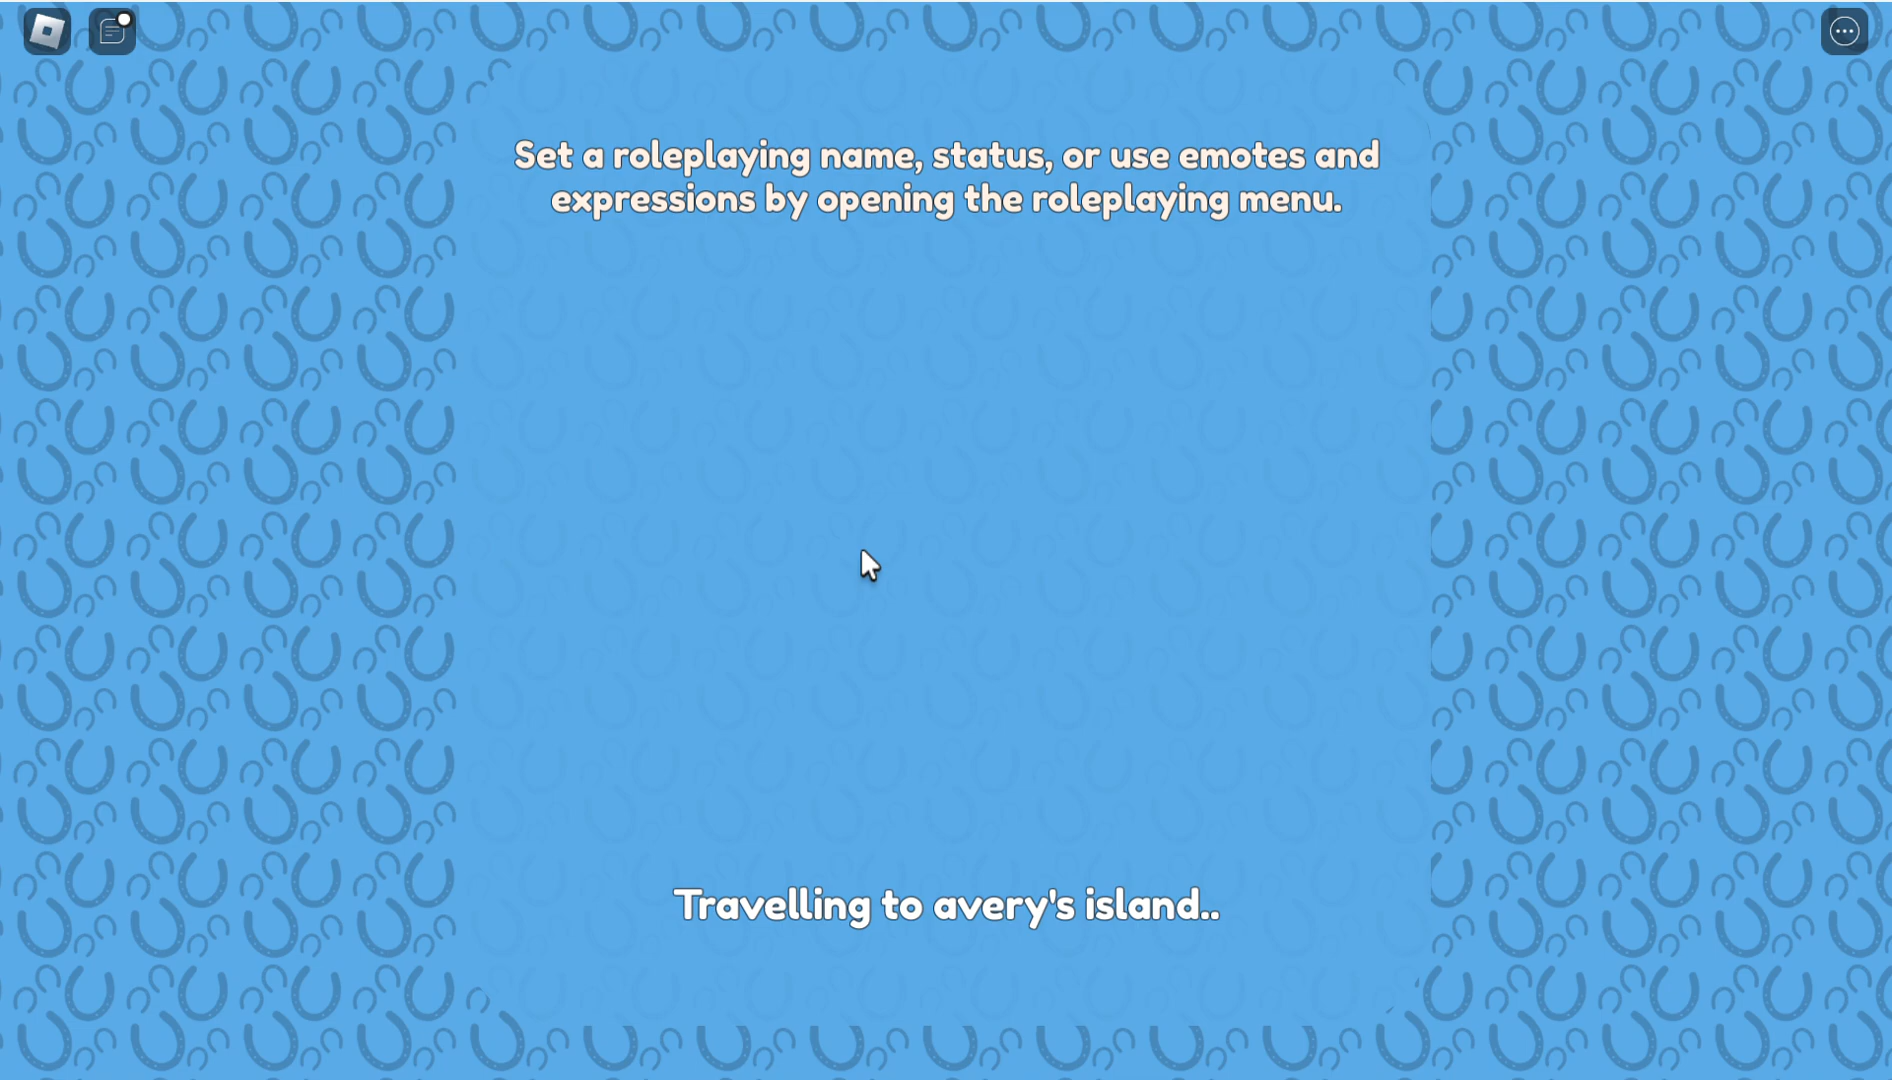 Set a roleplaying name, status, or use emotes and
expressions by opening the roleplaying menu.
Travelling to avery's island..